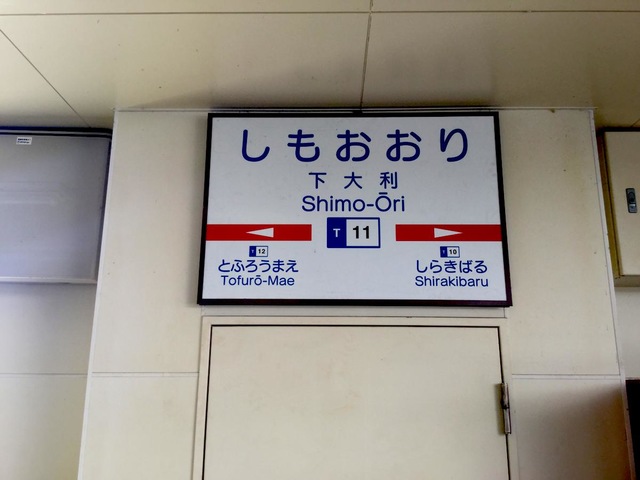 しもおおり
下大利
Shimo-Ōri
T 11
T 12
とふろうまえ
Tofurō-Mae
T 10
しらきばる
Shirakibaru